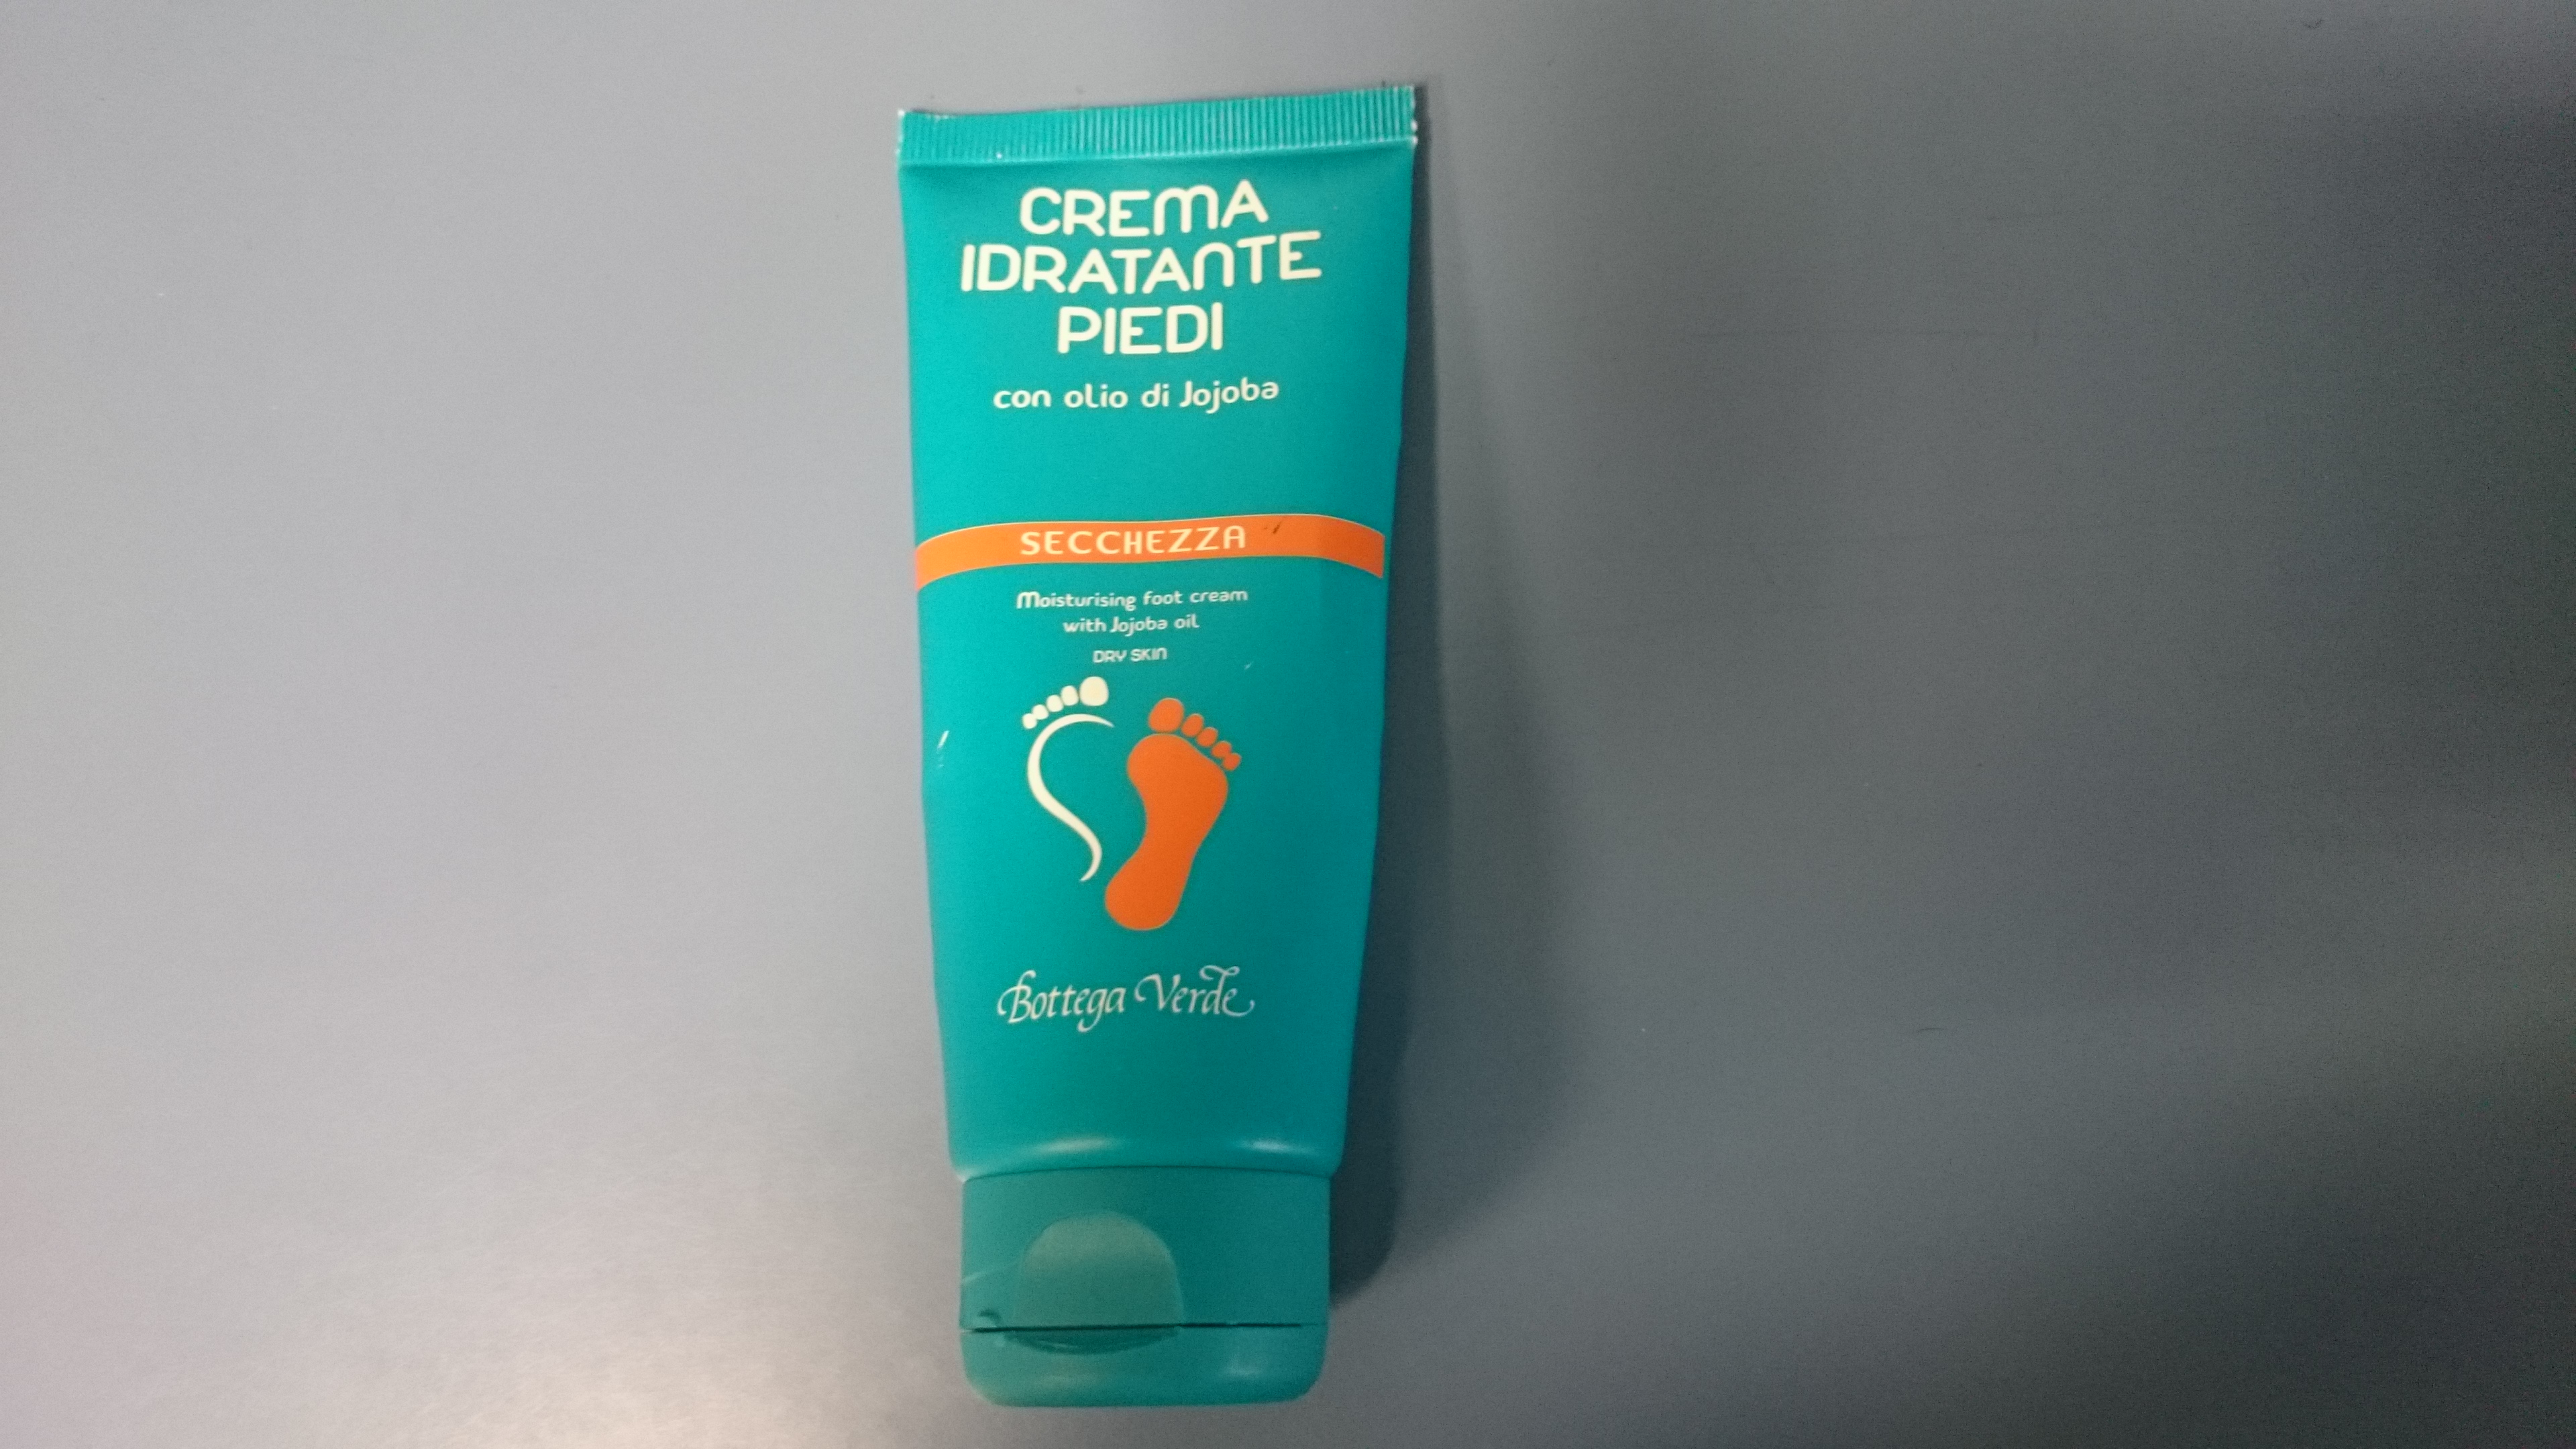 CREMA
IDRATANTE
PIEDI
con olio di Jojoba
SECCHEZZA
Moisturising foot cream
with Jojoba oil
DRY SKIN
Bottega Verde